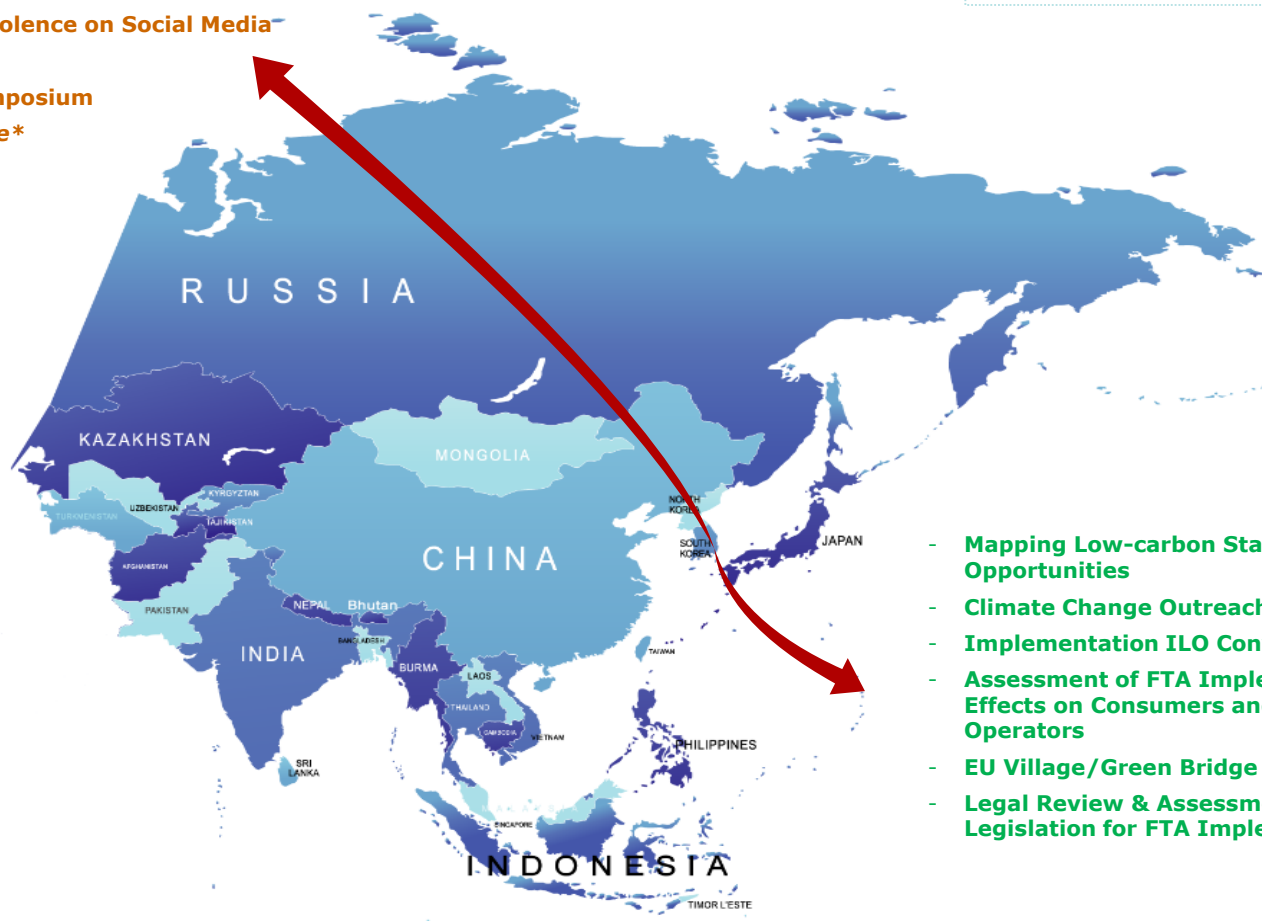 olence on Social Media
posium
e*
RUSSIA
KAZAKHSTAN
MONGOLIA
KYRGYZTAN
UZBEKISTAN
TURKNENISTAN
TAJIKISTAN
NORTH
KOREA
SOUTH
KOREA
JAPAN
CHINA
AFGHANISTAN
PAKISTAN
NEPAL
Bhutan
BANGLADESH
INDIA
BURMA
LAOS
TAIWAN
THAILAND
CAMBODIA
VIETNAM
PHILIPPINES
SRI
LANKA
SINGAPORE
INDONESIA
TIMOR L'ESTE
- Mapping Low-carbon Sta
Opportunities
- Climate Change Outreach
- Implementation ILO Con
- Assessment of FTA Imple
Effects on Consumers an
Operators
- EU Village/Green Bridge
- Legal Review & Assessm
Legislation for FTA Imple